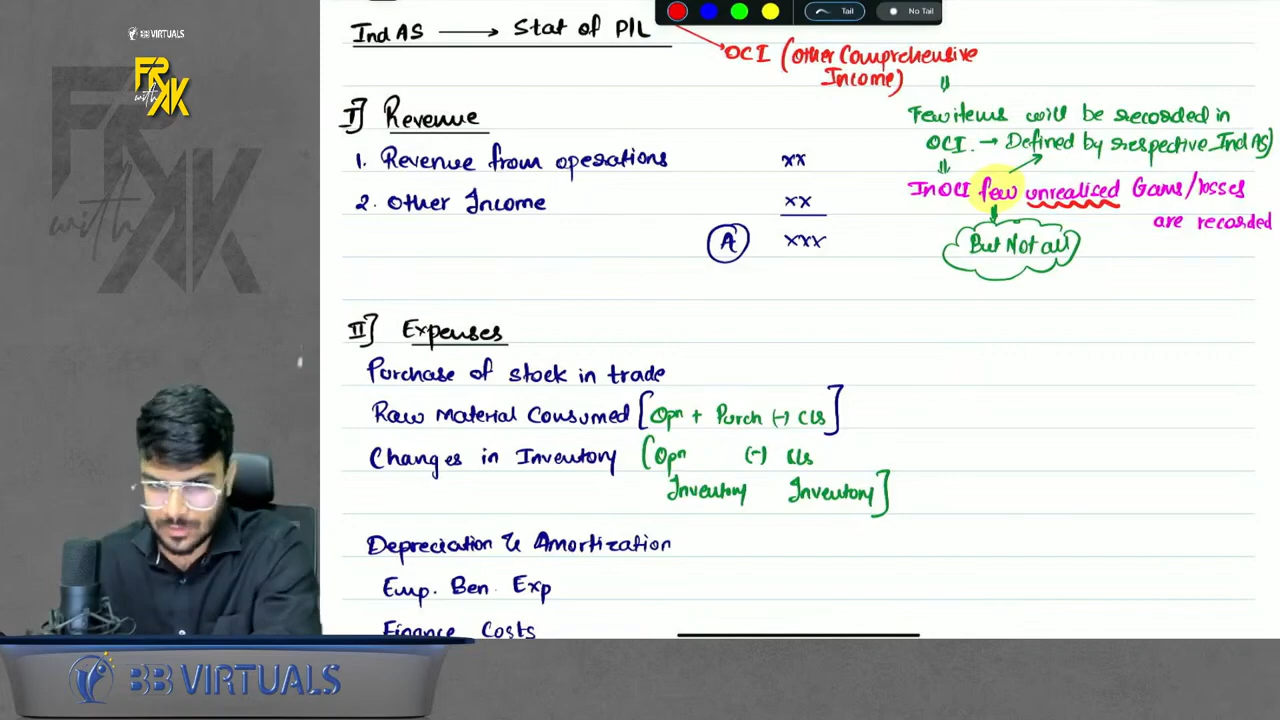 BB VIRTUALS
FR
with AK
Tail
No Tail
Ind AS → Stat of P/L
OCI (Other Comprehensive
Income)
Few items will be recorded in
OCI. → Defined by respective Ind AS)
In OCI few unrealised Gains/losses
are recorded
But Not all
I] Revenue
1. Revenue from operations xx
2. Other Income xx
A xxx
II] Expenses
Purchase of stock in trade
Raw Material Consumed [Opn + Purch (-) Cls]
Changes in Inventory [Opn (-) Cls
Inventory Inventory]
Depreciation & Amortization
Emp. Ben. Exp
Finance Costs
BB VIRTUALS